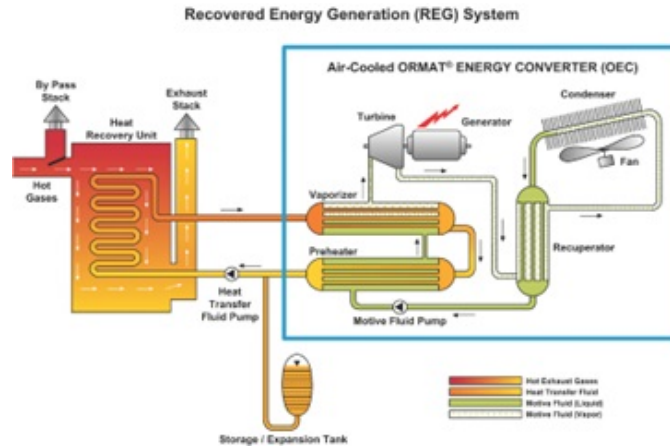 Recovered Energy Generation (REG) System
Air-Cooled ORMAT® ENERGY CONVERTER (OEC)
By Pass
Stack
Exhaust
Stack
Heat
Recovery Unit
Hot
Gases
Turbine
Generator
Condenser
Fan
Vaporizer
Preheater
Recuperator
Heat
Transfer
Fluid Pump
Motive Fluid Pump
Storage / Expansion Tank
Hot Exhaust Gases
Heat Transfer Fluid
Motive Fluid (Liquid)
Motive Fluid (Vapor)